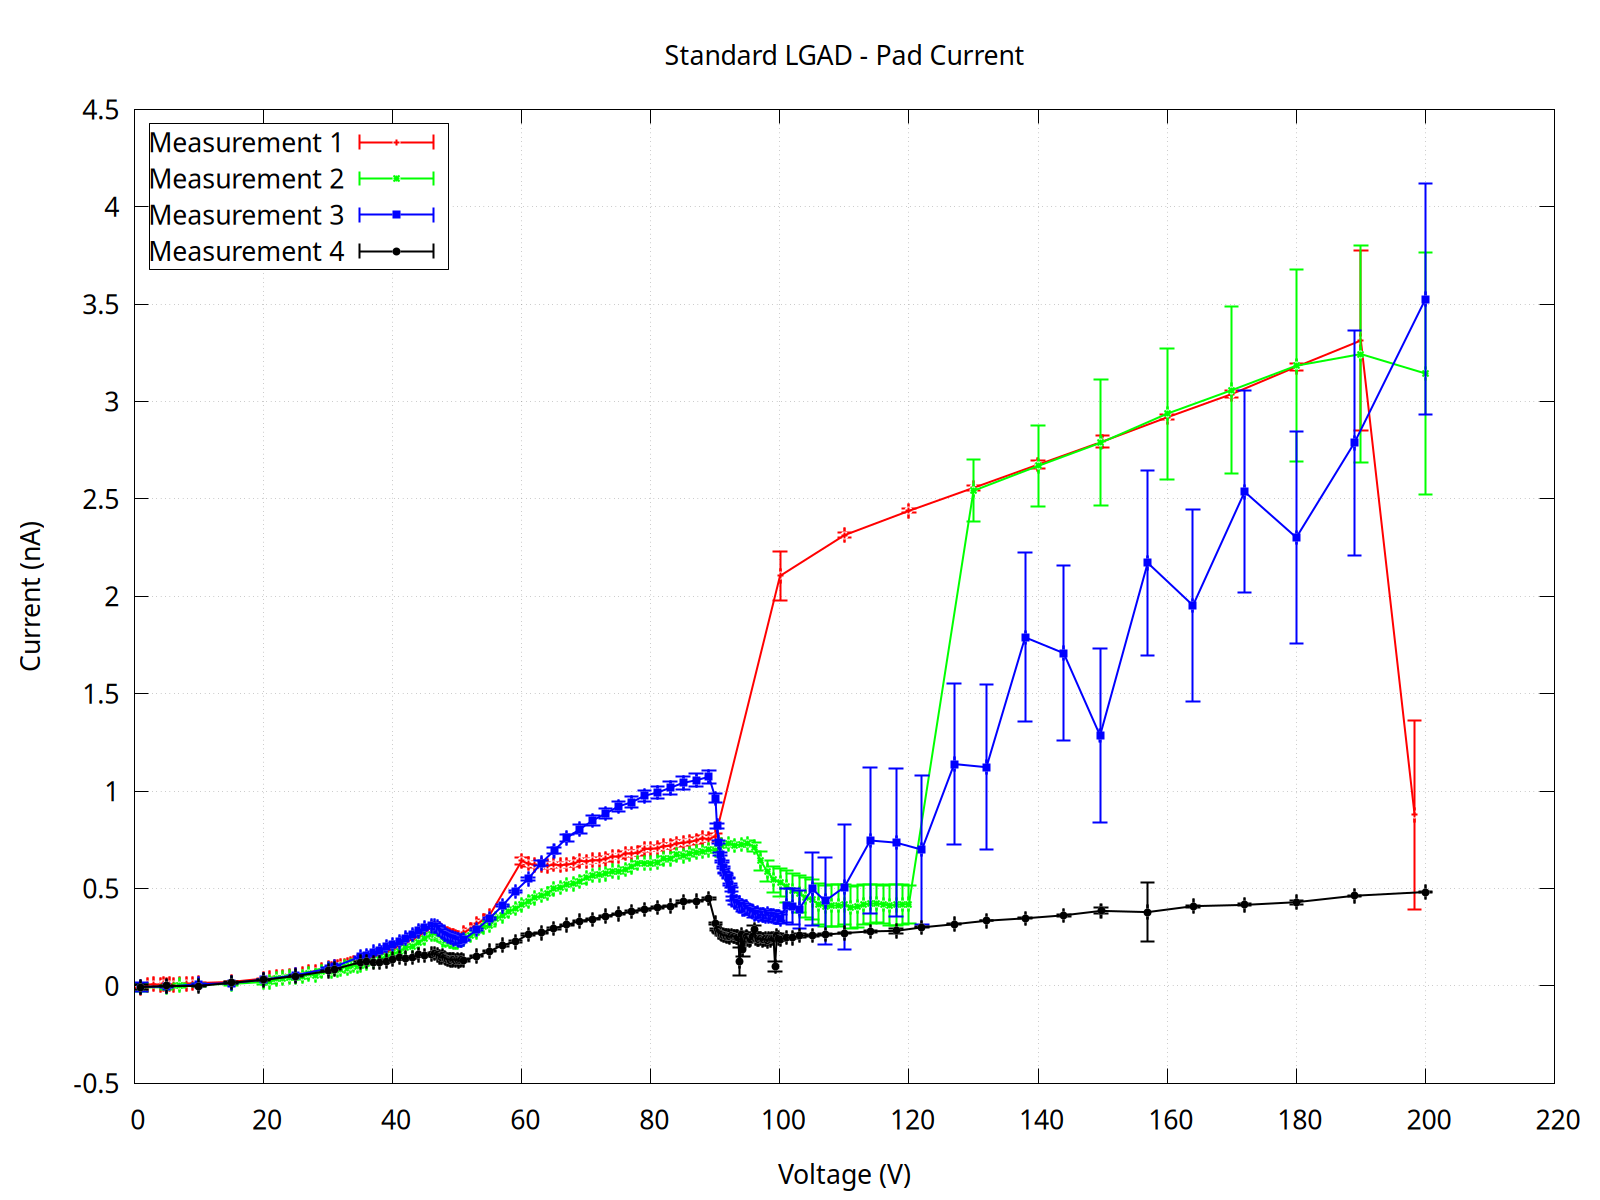 Standard LGAD - Pad Current
4.5
4
3.5
3
2.5
2
1.5
1
0.5
0
-0.5
Current (nA)
Measurement 1
Measurement 2
Measurement 3
Measurement 4
0 20 40 60 80 100 120 140 160 180 200 220
Voltage (V)